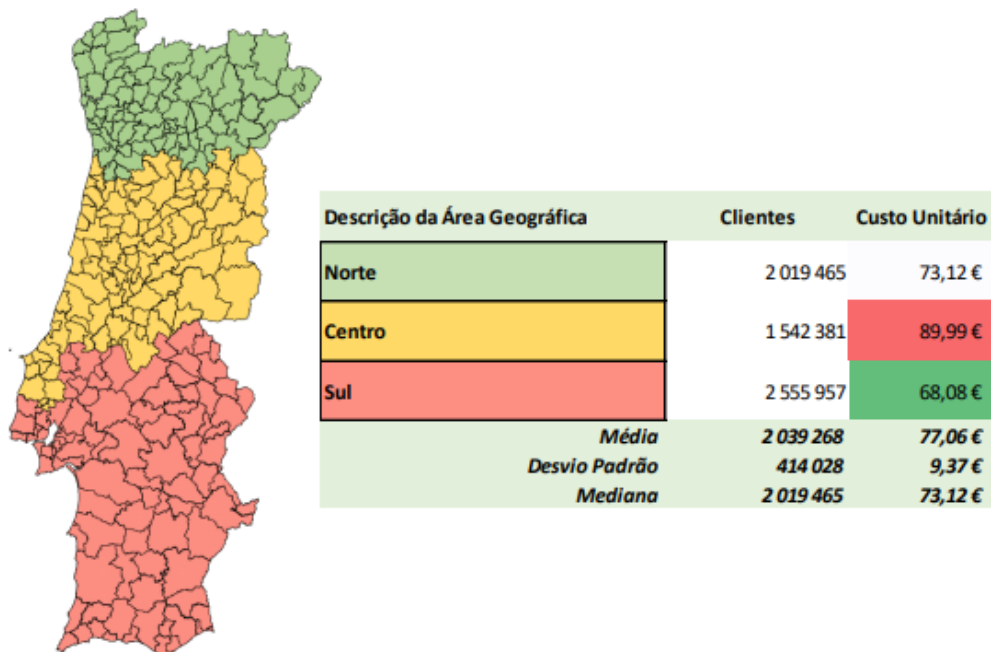 Descrição da Área Geográfica Clientes Custo Unitário
Norte 2 019 465 73,12 €
Centro 1 542 381 89,99 €
Sul 2 555 957 68,08 €
Média 2 039 268 77,06 €
Desvio Padrão 414 028 9,37 €
Mediana 2 019 465 73,12 €